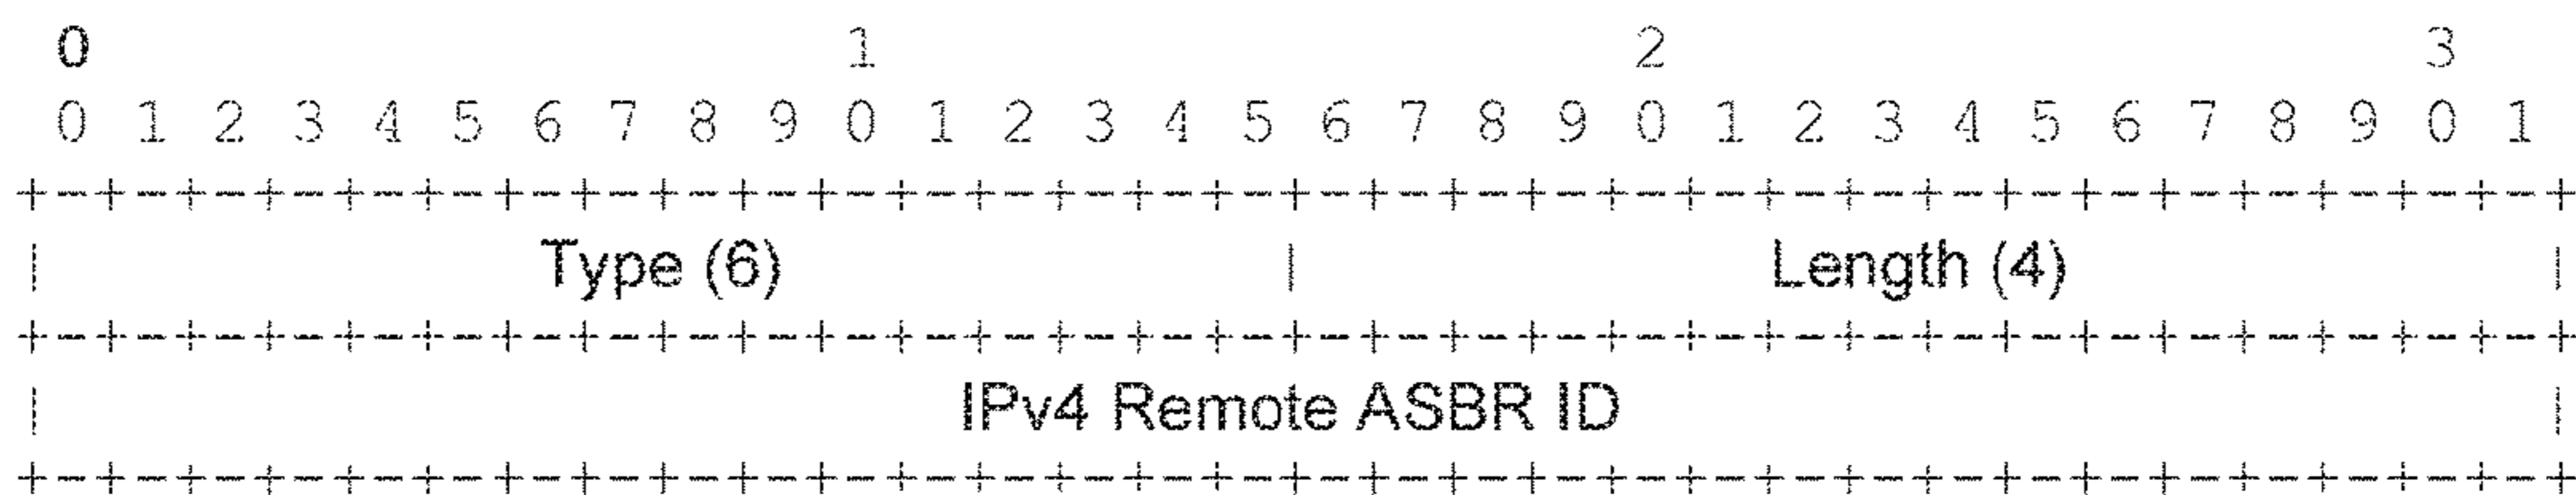 0                   1                   2                   3
0 1 2 3 4 5 6 7 8 9 0 1 2 3 4 5 6 7 8 9 0 1 2 3 4 5 6 7 8 9 0 1
+-+-+-+-+-+-+-+-+-+-+-+-+-+-+-+-+-+-+-+-+-+-+-+-+-+-+-+-+-+-+-+-+
| Type (6) | Length (4) |
+-+-+-+-+-+-+-+-+-+-+-+-+-+-+-+-+-+-+-+-+-+-+-+-+-+-+-+-+-+-+-+-+
| IPv4 Remote ASBR ID |
+-+-+-+-+-+-+-+-+-+-+-+-+-+-+-+-+-+-+-+-+-+-+-+-+-+-+-+-+-+-+-+-+